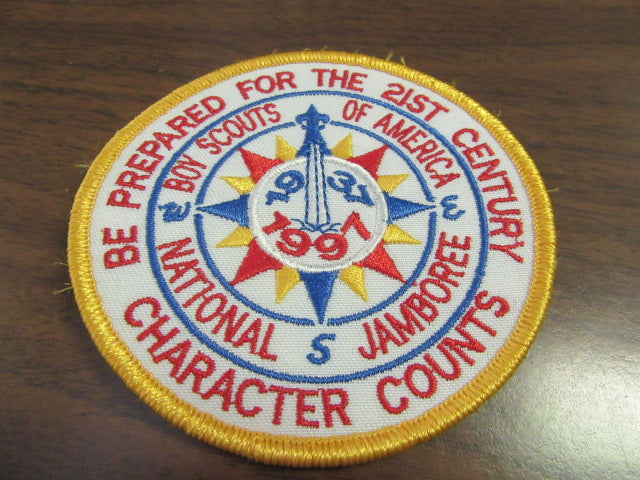 BE PREPARED FOR THE 21ST CENTURY
BOY SCOUTS OF AMERICA
W E
1937
1997
NATIONAL JAMBOREE
S
CHARACTER COUNTS